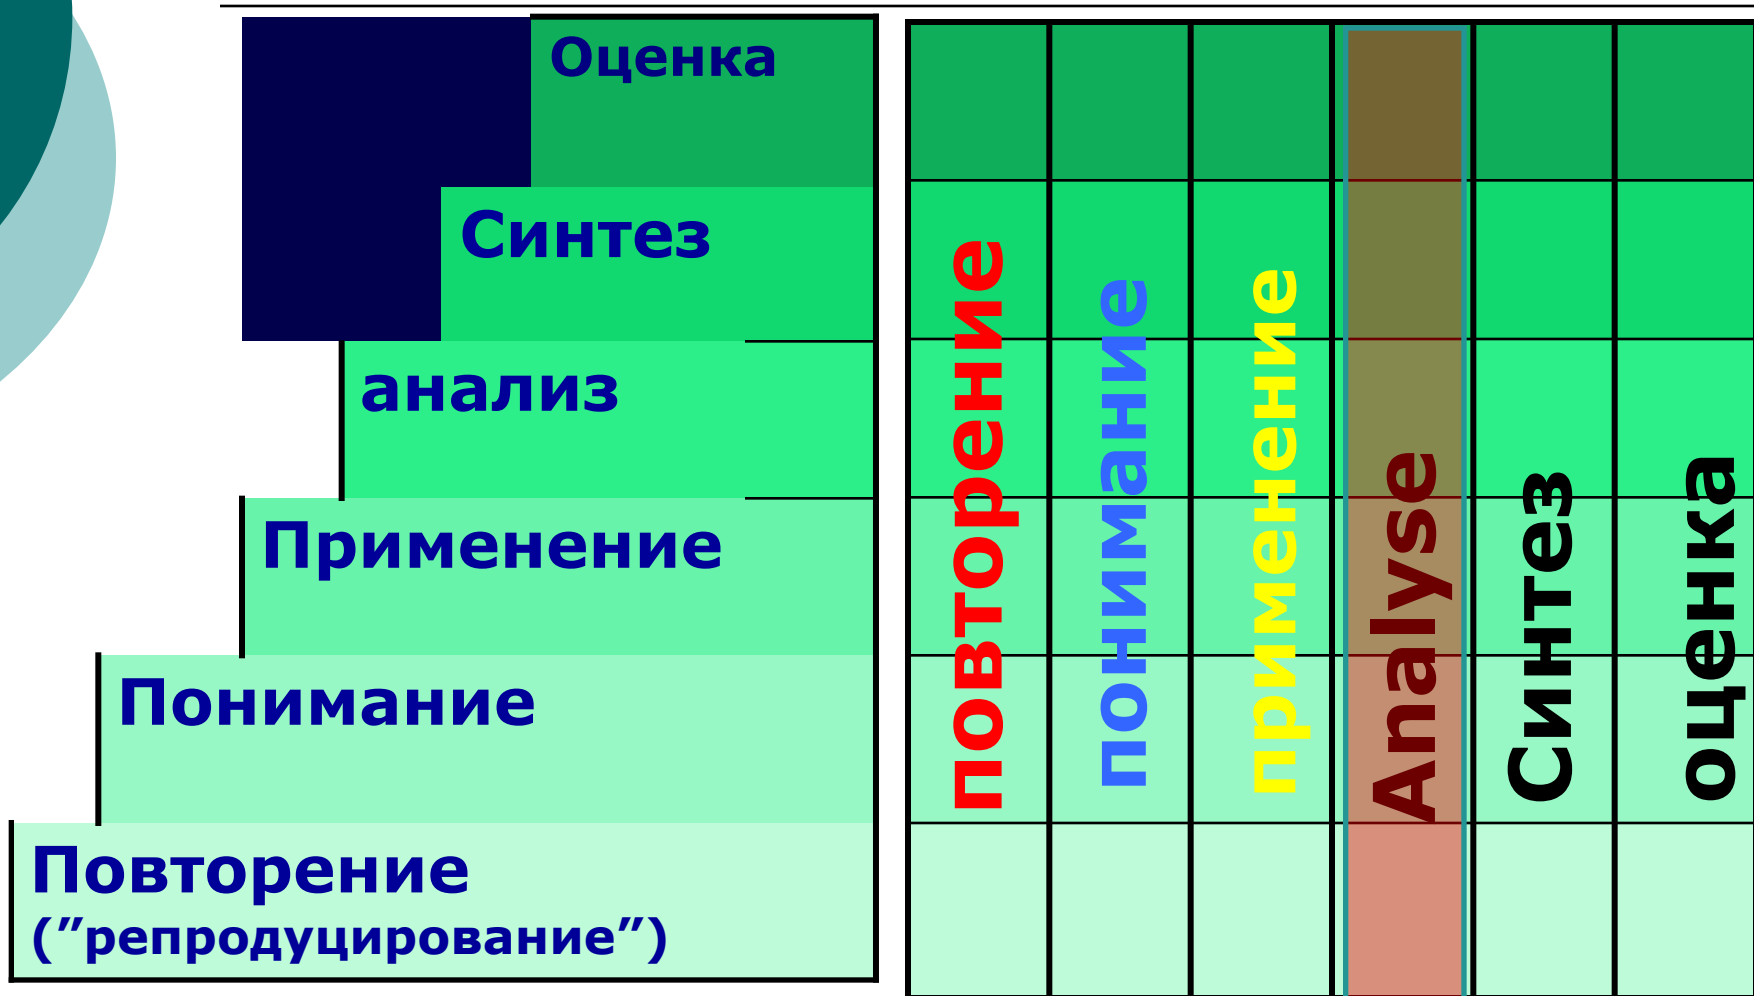 Оценка
Синтез
анализ
Применение
Понимание
Повторение
(”репродуцирование”)
повторение
понимание
применение
Analyse
Синтез
оценка